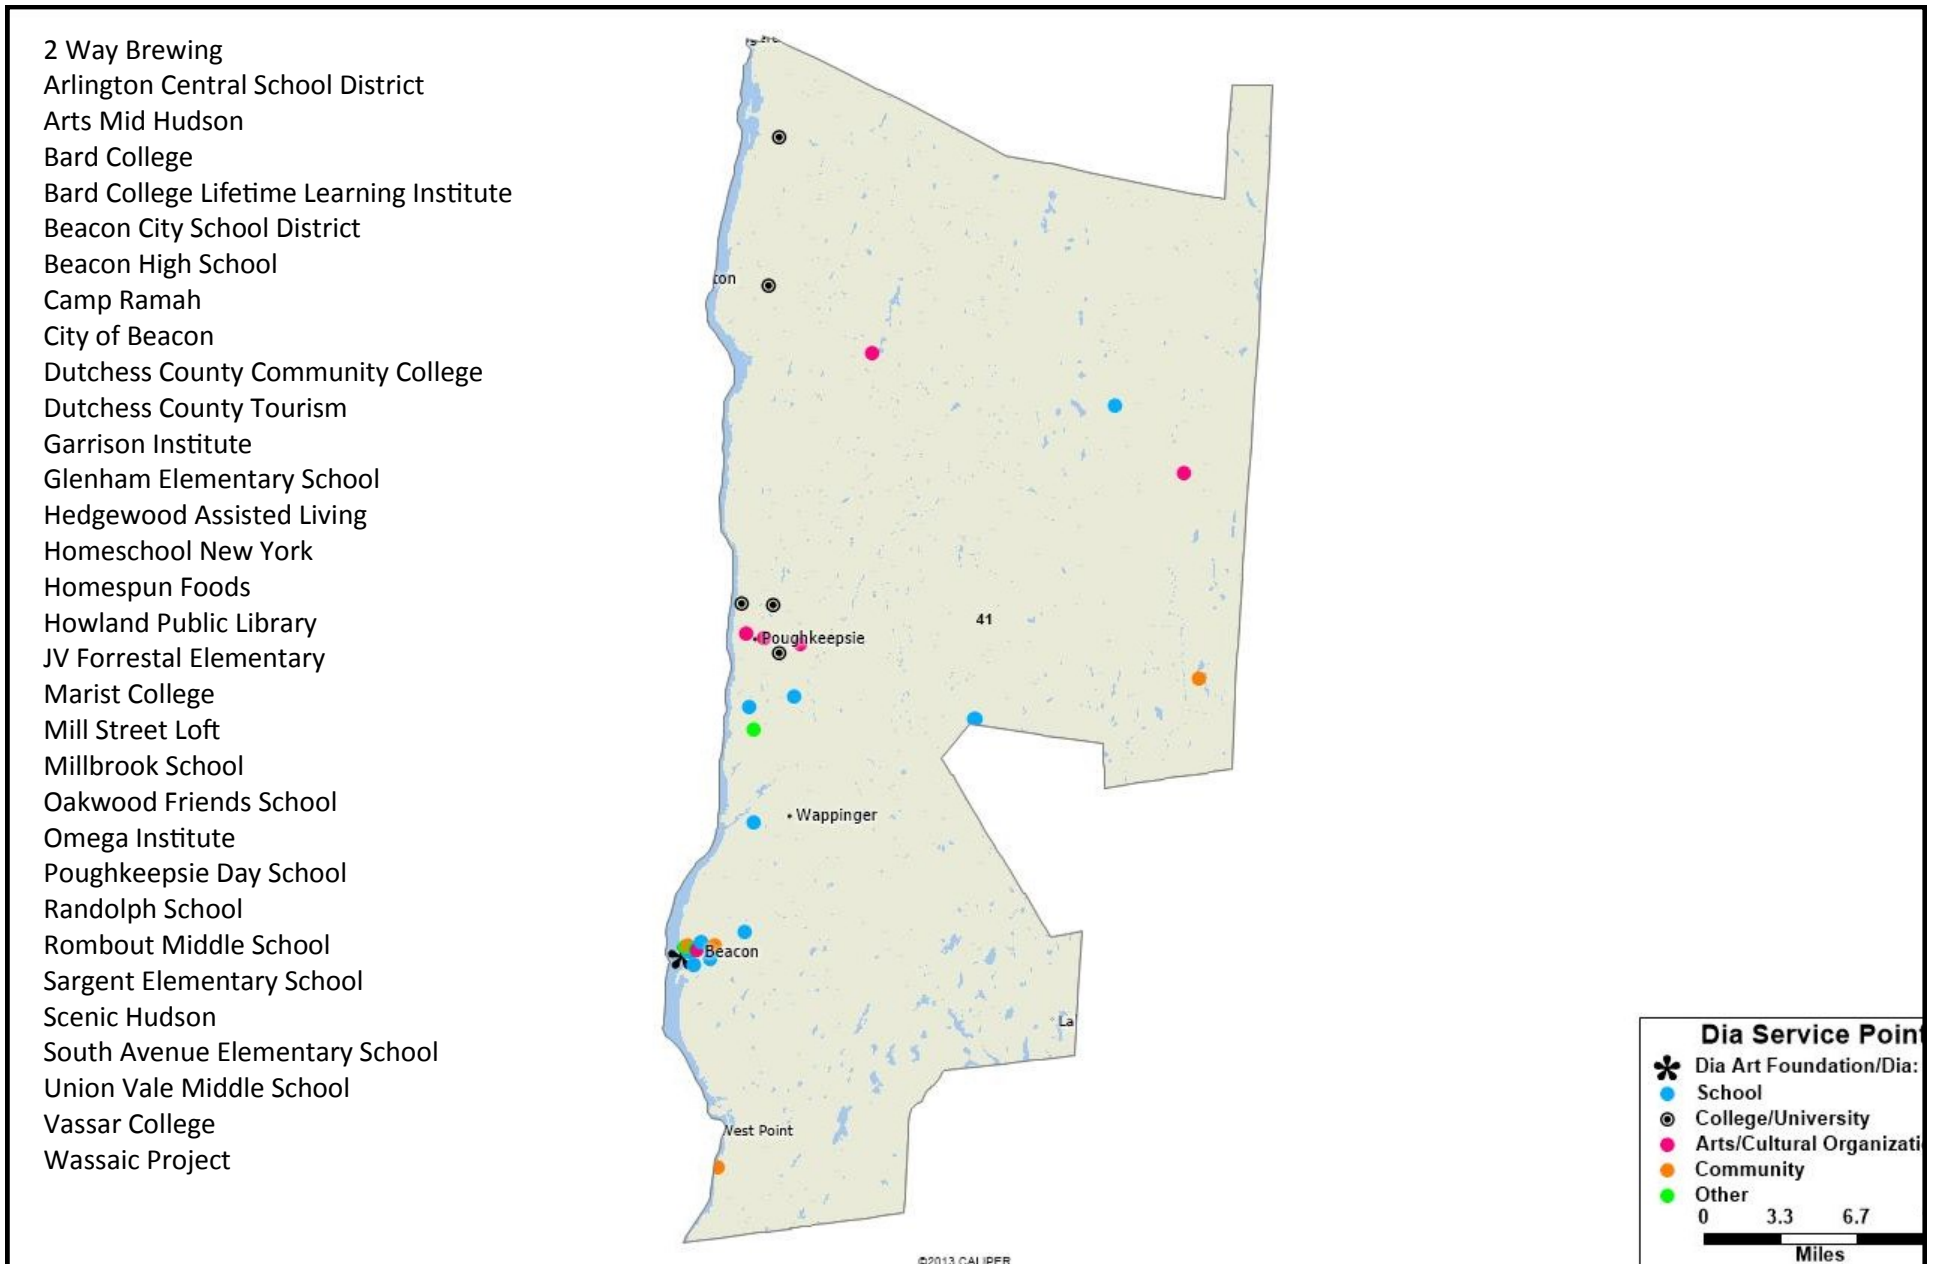 2 Way Brewing
Arlington Central School District
Arts Mid Hudson
Bard College
Bard College Lifetime Learning Institute
Beacon City School District
Beacon High School
Camp Ramah
City of Beacon
Dutchess County Community College
Dutchess County Tourism
Garrison Institute
Glenham Elementary School
Hedgewood Assisted Living
Homeschool New York
Homespun Foods
Howland Public Library
JV Forrestal Elementary
Marist College
Mill Street Loft
Millbrook School
Oakwood Friends School
Omega Institute
Poughkeepsie Day School
Randolph School
Rombout Middle School
Sargent Elementary School
Scenic Hudson
South Avenue Elementary School
Union Vale Middle School
Vassar College
Wassaic Project
ton
41
Poughkeepsie
Wappinger
Beacon
La
West Point
©2013 CALIPER
Dia Service Point
Dia Art Foundation/Dia:
School
College/University
Arts/Cultural Organizati
Community
Other
0 3.3 6.7
Miles